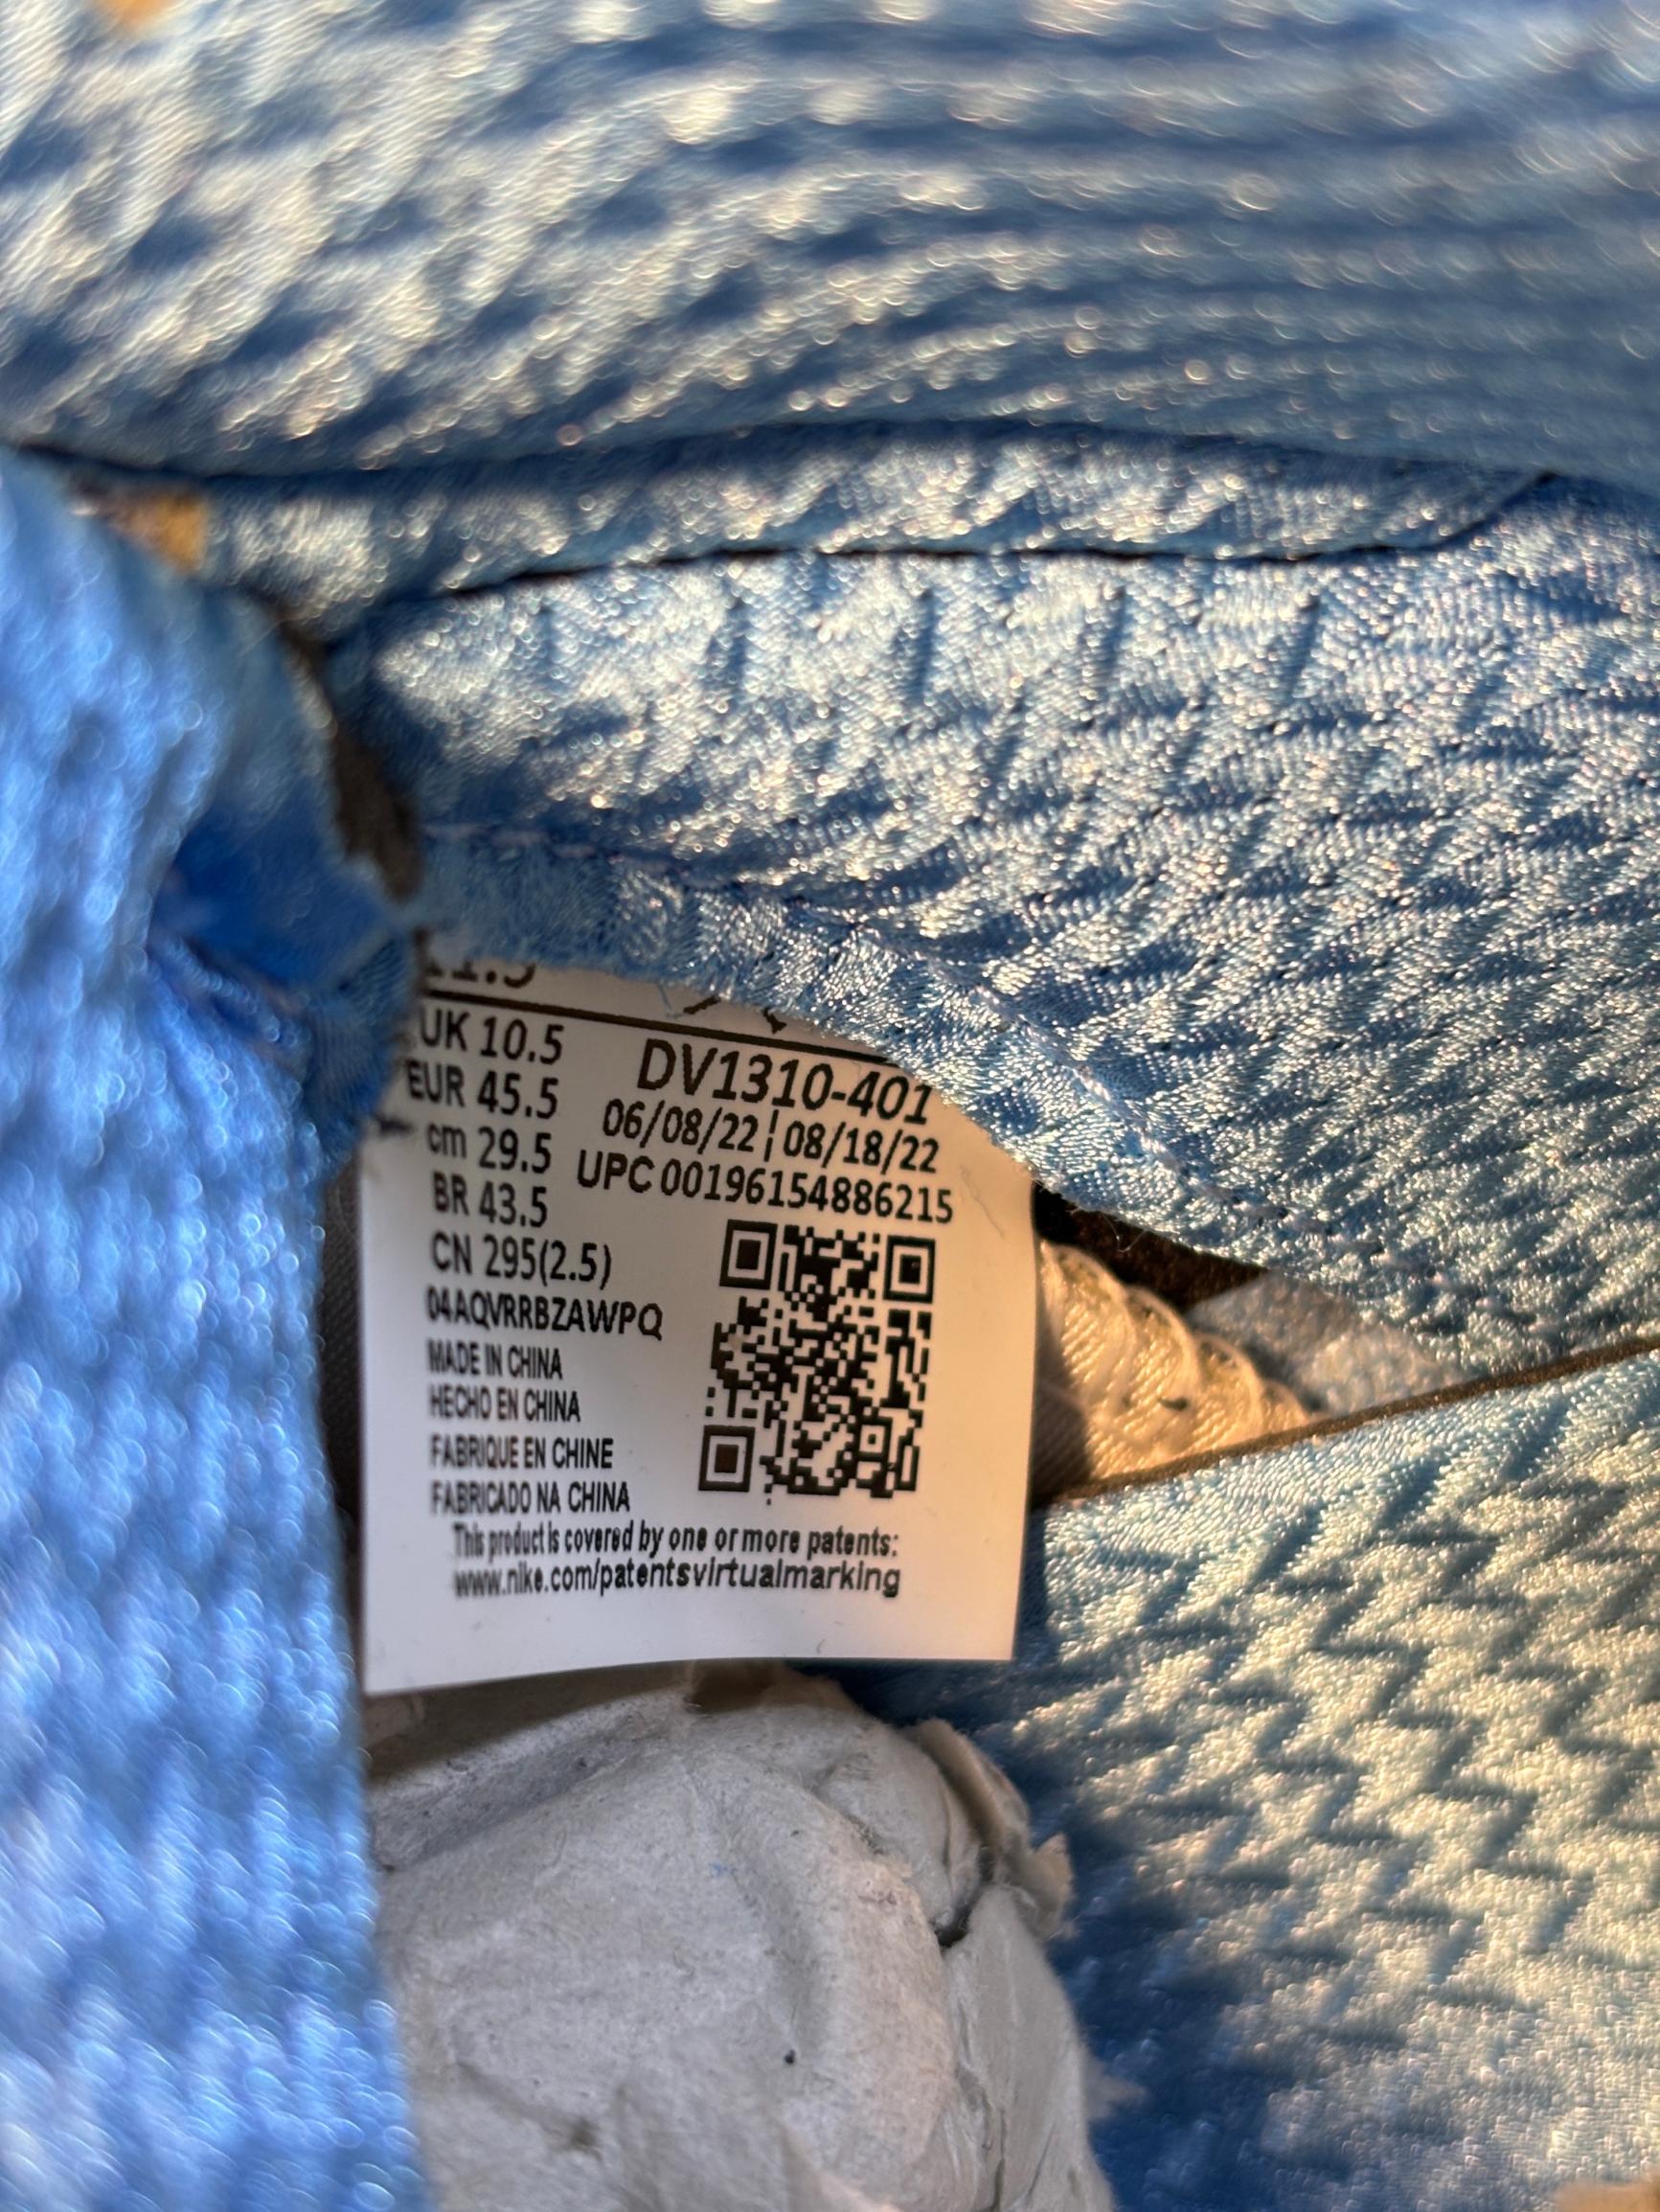 UK 10.5
EUR 45.5
cm 29.5
BR 43.5
CN 295(2.5)
DV1310-401
06/08/22¦08/18/22
UPC 00196154886215
04AQVRRBZAWPQ
MADE IN CHINA
HECHO EN CHINA
FABRIQUE EN CHINE
FABRICADO NA CHINA
This product is covered by one or more patents:
www.nike.com/patentsvirtualmarking